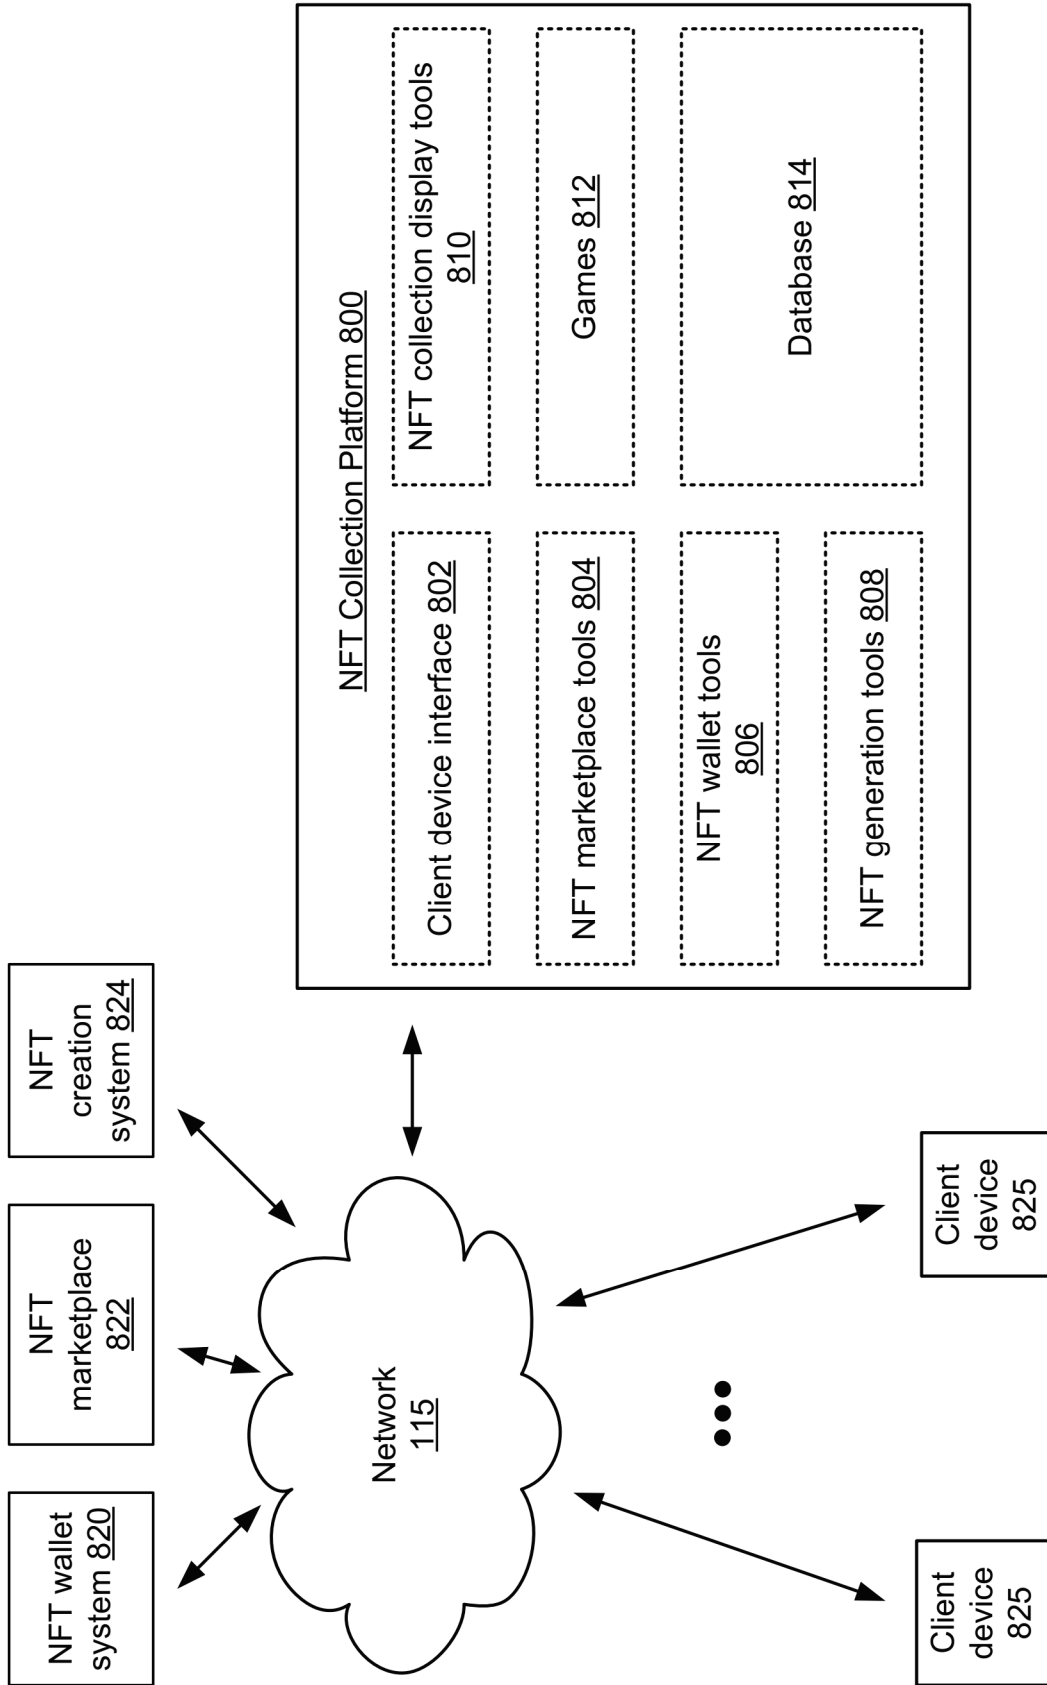 NFT wallet
system 820
NFT
marketplace
822
NFT
creation
system 824
Network
115
Client
device
825
Client
device
825
NFT Collection Platform 800
Client device interface 802
NFT marketplace tools 804
NFT wallet tools
806
NFT generation tools 808
NFT collection display tools
810
Games 812
Database 814